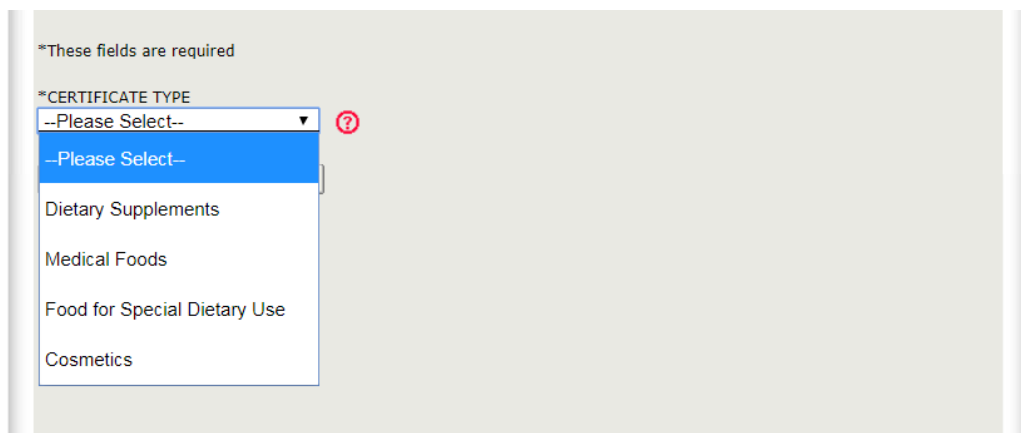 *These fields are required
*CERTIFICATE TYPE
--Please Select--
--Please Select--
Dietary Supplements
Medical Foods
Food for Special Dietary Use
Cosmetics